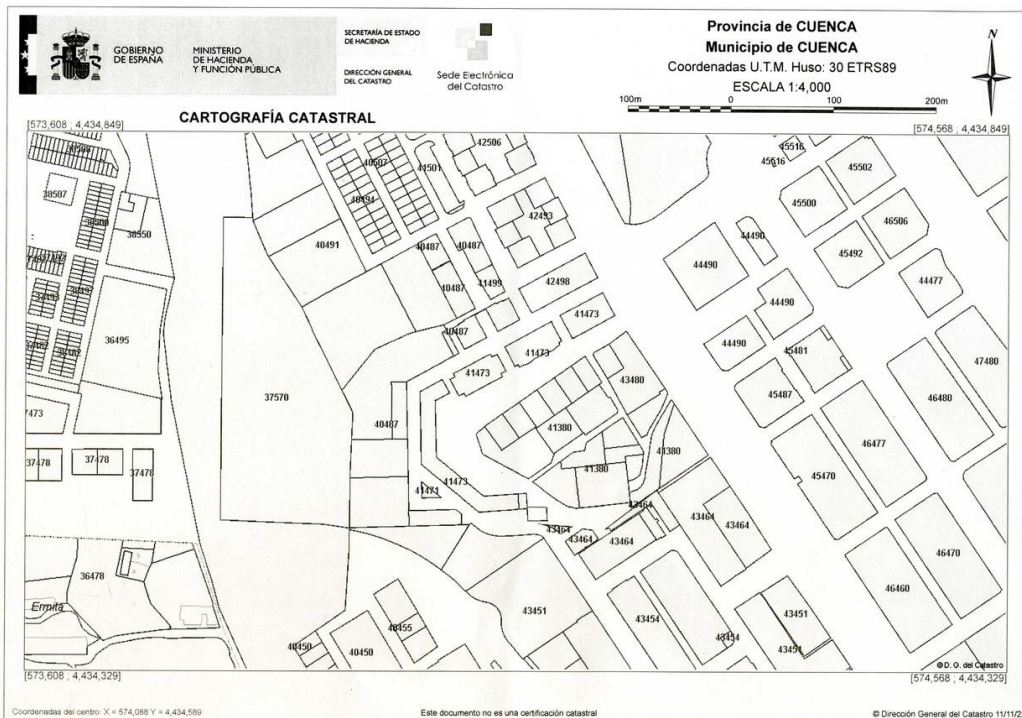 GOBIERNO
DE ESPAÑA
MINISTERIO
DE HACIENDA
Y FUNCIÓN PÚBLICA
SECRETARÍA DE ESTADO
DE HACIENDA
DIRECCIÓN GENERAL
DEL CATASTRO
Sede Electrónica
del Catastro
Provincia de CUENCA
Municipio de CUENCA
Coordenadas U.T.M. Huso: 30 ETRS89
ESCALA 1:4,000
100m 0 100m 200m
N
CARTOGRAFÍA CATASTRAL
[573,608 ; 4,434,849]
[574,568 ; 4,434,849]
42506
45516
45516
45502
40507
41501
38507
40494
45500
42493
46506
38550
40491
40487
40487
44490
45492
44490
41499
42498
40487
44477
44490
41473
36495
40487
44490
45481
41473
47480
41473
43480
37570
45487
46480
7473
40487
41380
46477
41380
37478
37478
37478
41380
41473
45470
41471
43464
43464
43464
43464
43464
43464
46470
36478
46460
Ermita
43451
43454
43451
40455
43454
40450
40450
43451
© D. G. del Catastro
[573,608 ; 4,434,329]
[574,568 ; 4,434,329]
Coordenadas del centro: X = 574,088 Y = 4,434,589
Este documento no es una certificación catastral
© Dirección General del Catastro 11/11/2